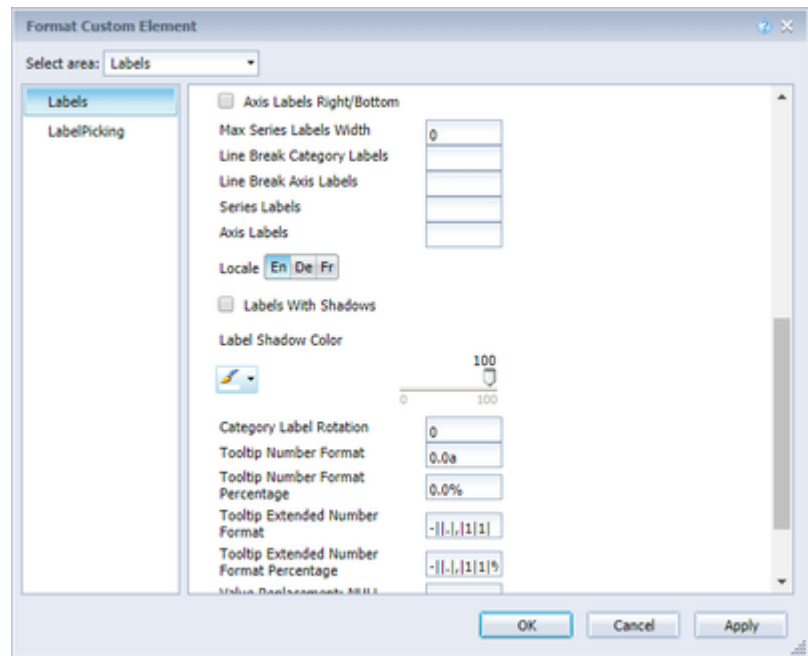 Format Custom Element
Select area: Labels
Labels
LabelPicking
Axis Labels Right/Bottom
Max Series Labels Width 0
Line Break Category Labels
Line Break Axis Labels
Series Labels
Axis Labels
Locale En De Fr
Labels With Shadows
Label Shadow Color
100
0 100
Category Label Rotation 0
Tooltip Number Format 0.0a
Tooltip Number Format
Percentage 0.0%
Tooltip Extended Number
Format -||.|,|1|1|
Tooltip Extended Number
Format Percentage -||.|,|1|1|%
Value Replacement: NULL
OK Cancel Apply